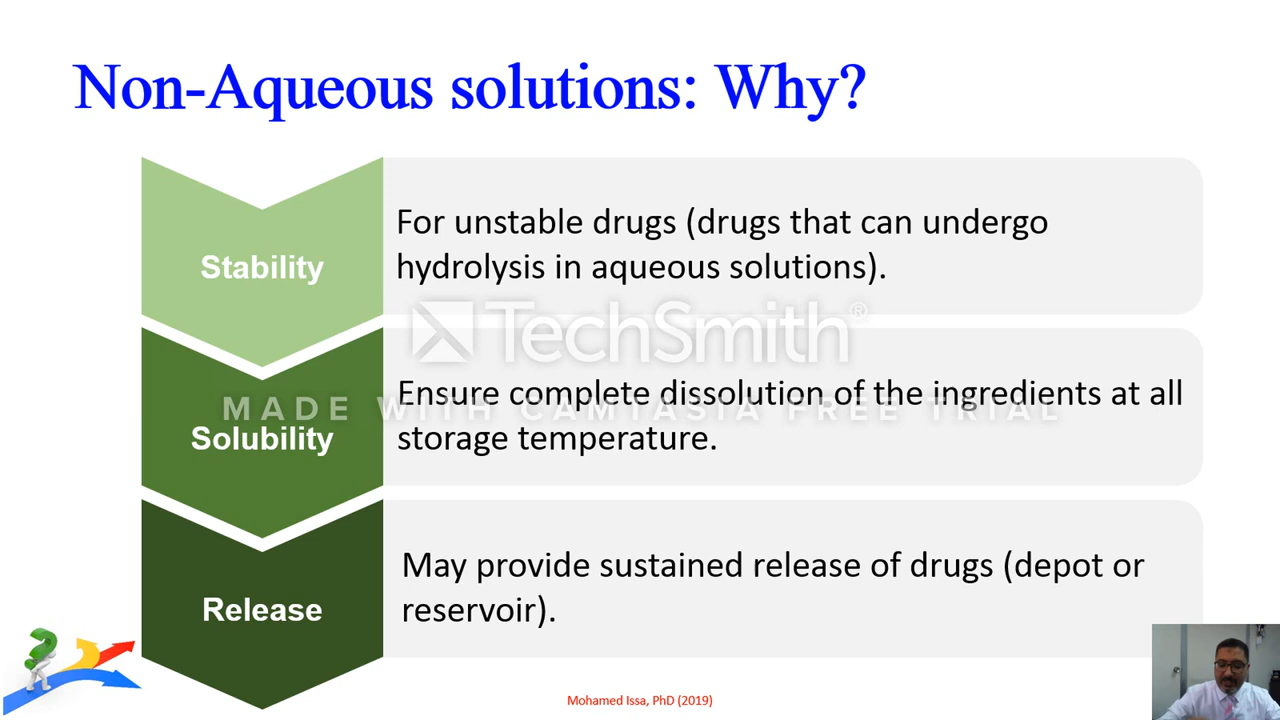 Non-Aqueous solutions: Why?
Stability
For unstable drugs (drugs that can undergo
hydrolysis in aqueous solutions).
TechSmith®
MADE WITH CAMTASIA FREE TRIAL
Solubility
Ensure complete dissolution of the ingredients at all
storage temperature.
Release
May provide sustained release of drugs (depot or
reservoir).
Mohamed Issa, PhD (2019)